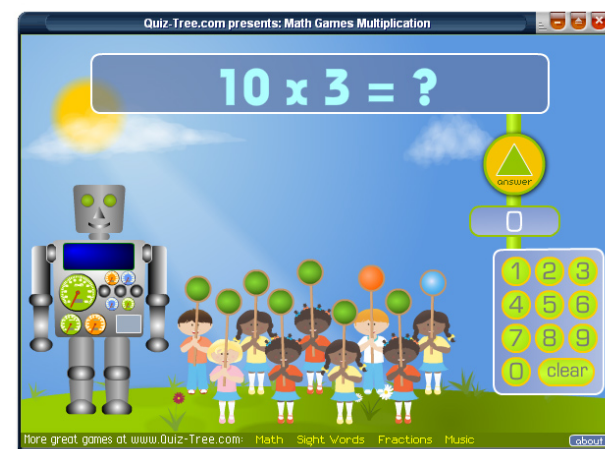 Quiz-Tree.com presents: Math Games Multiplication
10 x 3 = ?
answer
0
1 2 3
4 5 6
7 8 9
0 clear
More great games at www.Quiz-Tree.com: Math Sight Words Fractions Music about